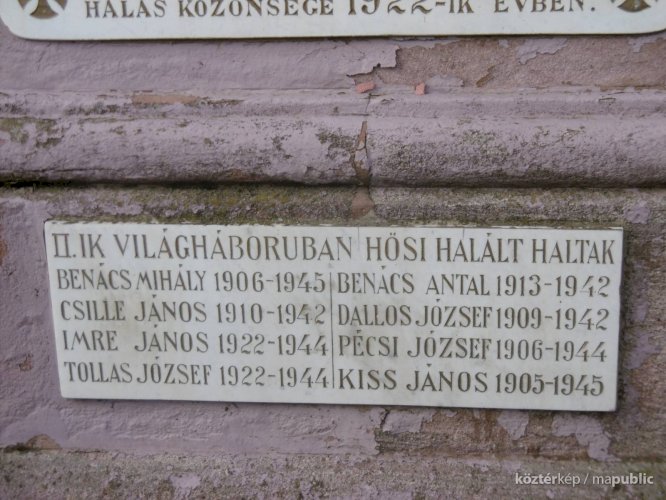 HALÁS KÖZÖNSÉGE 1922-IK ÉVBEN.
II.IK VILÁGHÁBORUBAN HŐSI HALÁLT HALTAK
BENÁCS MIHÁLY 1906-1945 BENÁCS ANTAL 1913-1942
CSILLE JÁNOS 1910-1942 DALLOS JÓZSEF 1909-1942
IMRE JÁNOS 1922-1944 PÉCSI JÓZSEF 1906-1944
TOLLAS JÓZSEF 1922-1944 KISS JÁNOS 1905-1945
köztérkép / mapublic